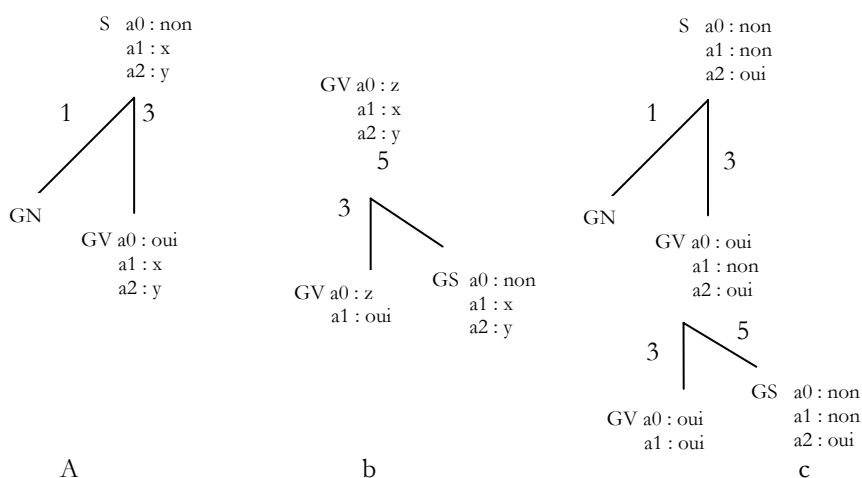 S a0 : non
a1 : x
a2 : y
1
3
GN
GV a0 : oui
a1 : x
a2 : y
A
GV a0 : z
a1 : x
a2 : y
5
3
GV a0 : z
a1 : oui
GS a0 : non
a1 : x
a2 : y
b
S a0 : non
a1 : non
a2 : oui
1
3
GN
GV a0 : oui
a1 : non
a2 : oui
3
5
GV a0 : oui
a1 : oui
GS a0 : non
a1 : non
a2 : oui
c